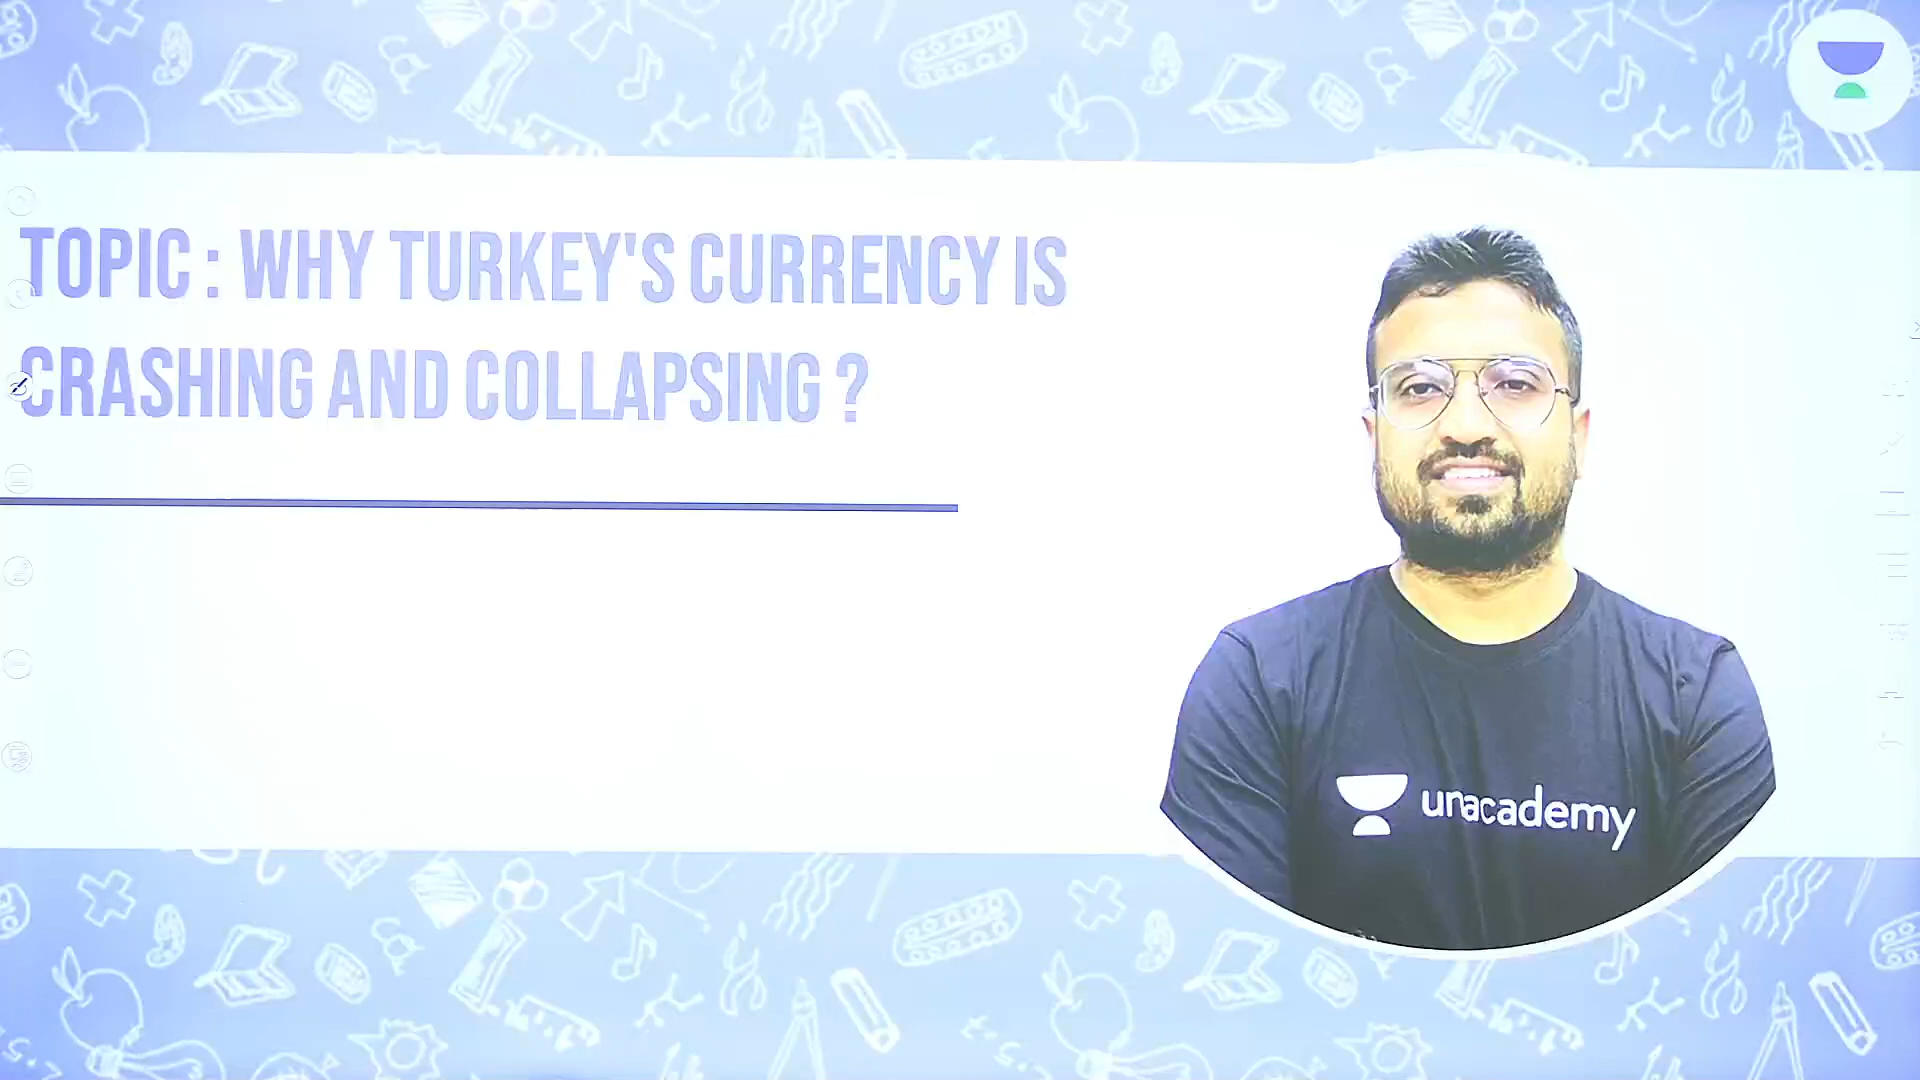 TOPIC : WHY TURKEY'S CURRENCY IS
CRASHING AND COLLAPSING ?
unacademy